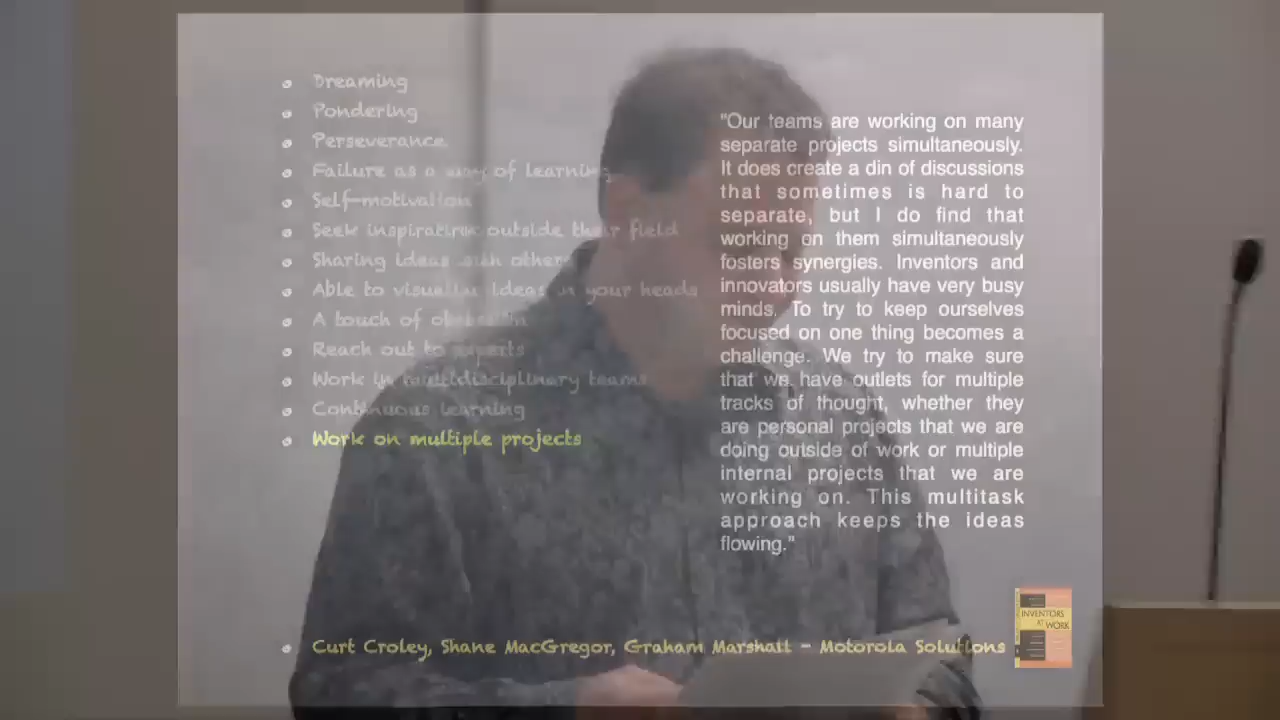 Dreaming
Pondering
Perseverance
Failure as a way of learning
Self-motivation
Seek inspiration outside their field
Sharing ideas with others
Able to visualize ideas in your heads
A touch of obsession
Reach out to experts
Work in multidisciplinary teams
Continuous learning
Work on multiple projects
"Our teams are working on many
separate projects simultaneously.
It does create a din of discussions
that sometimes is hard to
separate, but I do find that
working on them simultaneously
fosters synergies. Inventors and
innovators usually have very busy
minds. To try to keep ourselves
focused on one thing becomes a
challenge. We try to make sure
that we have outlets for multiple
tracks of thought, whether they
are personal projects that we are
doing outside of work or multiple
internal projects that we are
working on. This multitask
approach keeps the ideas
flowing."
Curt Croley, Shane MacGregor, Graham Marshall - Motorola Solutions
INVENTORS
AT WORK